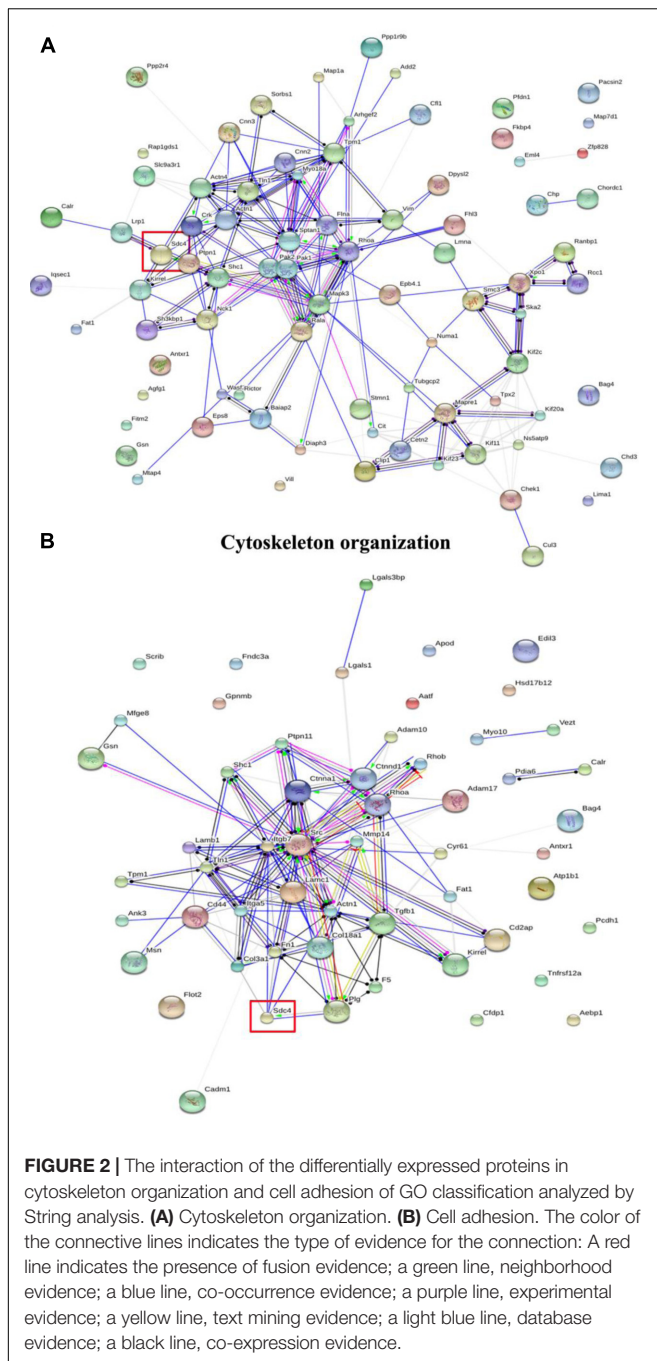 A
Ppp1r9b
Ppp2r4
Map1a
Add2
Sorbs1
Pacsin2
Pfdn1
Arhgef2
Cfl1
Map7d1
Cnn3
Fkbp4
Rap1gds1
Tpm1
Zfp828
Cnn2
Eml4
Slc9a3r1
Myo18a
Actn4
Tln1
Dpysl2
Chp
Chordc1
Calr
Crk
Actn1
Flna
Vim
Lrp1
Fhl3
Sptan1
Rhoa
Lmna
Ranbp1
Sdc4
Ptpn1
Pak2
Pak1
Xpo1
Rcc1
Iqsec1
Kirrel
Shc1
Epb4.1
Smc3
Mapk3
Ska2
Fat1
Sh3kbp1
Nck1
Rala
Numa1
Kif2c
Antxr1
Tubgcp2
Bag4
Agfg1
Rictor
Stmn1
Tpx2
Baiap2
Mapre1
Kif20a
Fitm2
Eps8
Cit
Cetn2
Ns5atp9
Gsn
Diaph3
Kif11
Mtap4
Vill
Clip1
Kif23
Chd3
Chek1
Lima1
Cul3
B
Cytoskeleton organization
Lgals3bp
Scrib
Fndc3a
Apod
Edil3
Lgals1
Gpnmb
Aatf
Hsd17b12
Mfge8
Ptpn11
Adam10
Myo10
Vezt
Gsn
Rhob
Shc1
Ctnnd1
Calr
Ctnna1
Rhoa
Pdia6
Adam17
Bag4
Itgb7
Src
Lamb1
Mmp14
Cyr61
Tln1
Antxr1
Tpm1
Lamc1
Atp1b1
Cd44
Itga5
Actn1
Fat1
Ank3
Tgfb1
Cd2ap
Pcdh1
Msn
Fn1
Col18a1
Kirrel
Col3a1
Tnfrsf12a
F5
Flot2
Sdc4
Plg
Cfdp1
Aebp1
Cadm1
FIGURE 2 | The interaction of the differentially expressed proteins in
cytoskeleton organization and cell adhesion of GO classification analyzed by
String analysis. (A) Cytoskeleton organization. (B) Cell adhesion. The color of
the connective lines indicates the type of evidence for the connection: A red
line indicates the presence of fusion evidence; a green line, neighborhood
evidence; a blue line, co-occurrence evidence; a purple line, experimental
evidence; a yellow line, text mining evidence; a light blue line, database
evidence; a black line, co-expression evidence.